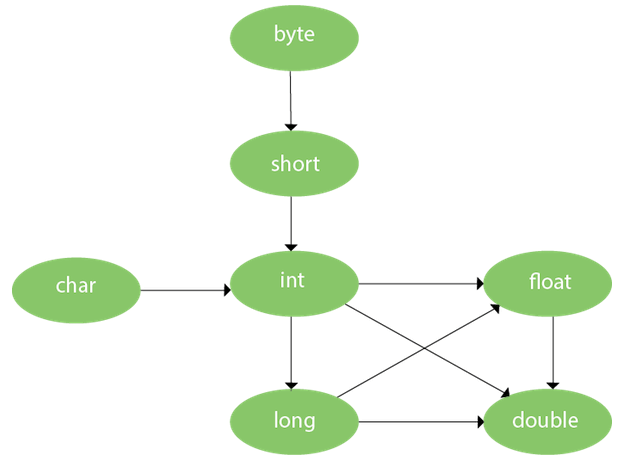 byte
short
char
int
float
long
double